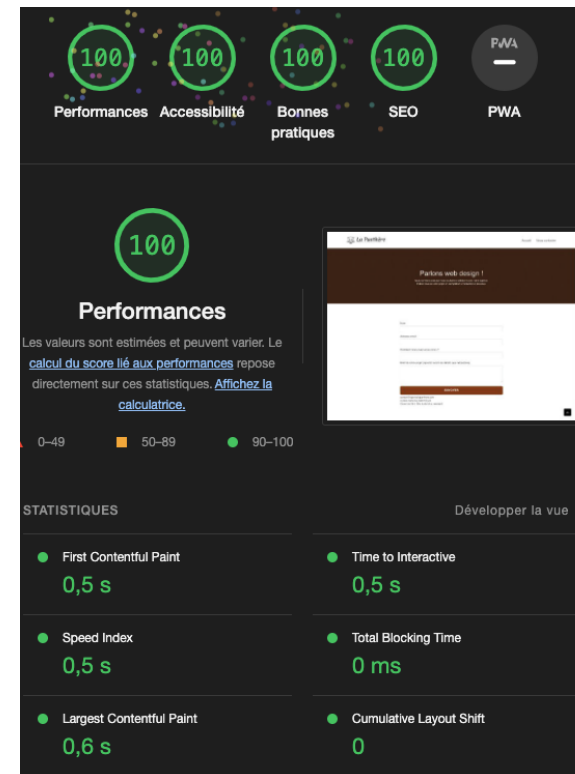 100
100
100
100
PWA
Performances
Accessibilité
Bonnes
pratiques
SEO
PWA
100
Performances
Les valeurs sont estimées et peuvent varier. Le
calcul du score lié aux performances repose
directement sur ces statistiques. Affichez la
calculatrice.
0–49
50–89
90–100
Parlons web design !
STATISTIQUES
Développer la vue
First Contentful Paint
0,5 s
Time to Interactive
0,5 s
Speed Index
0,5 s
Total Blocking Time
0 ms
Largest Contentful Paint
0,6 s
Cumulative Layout Shift
0